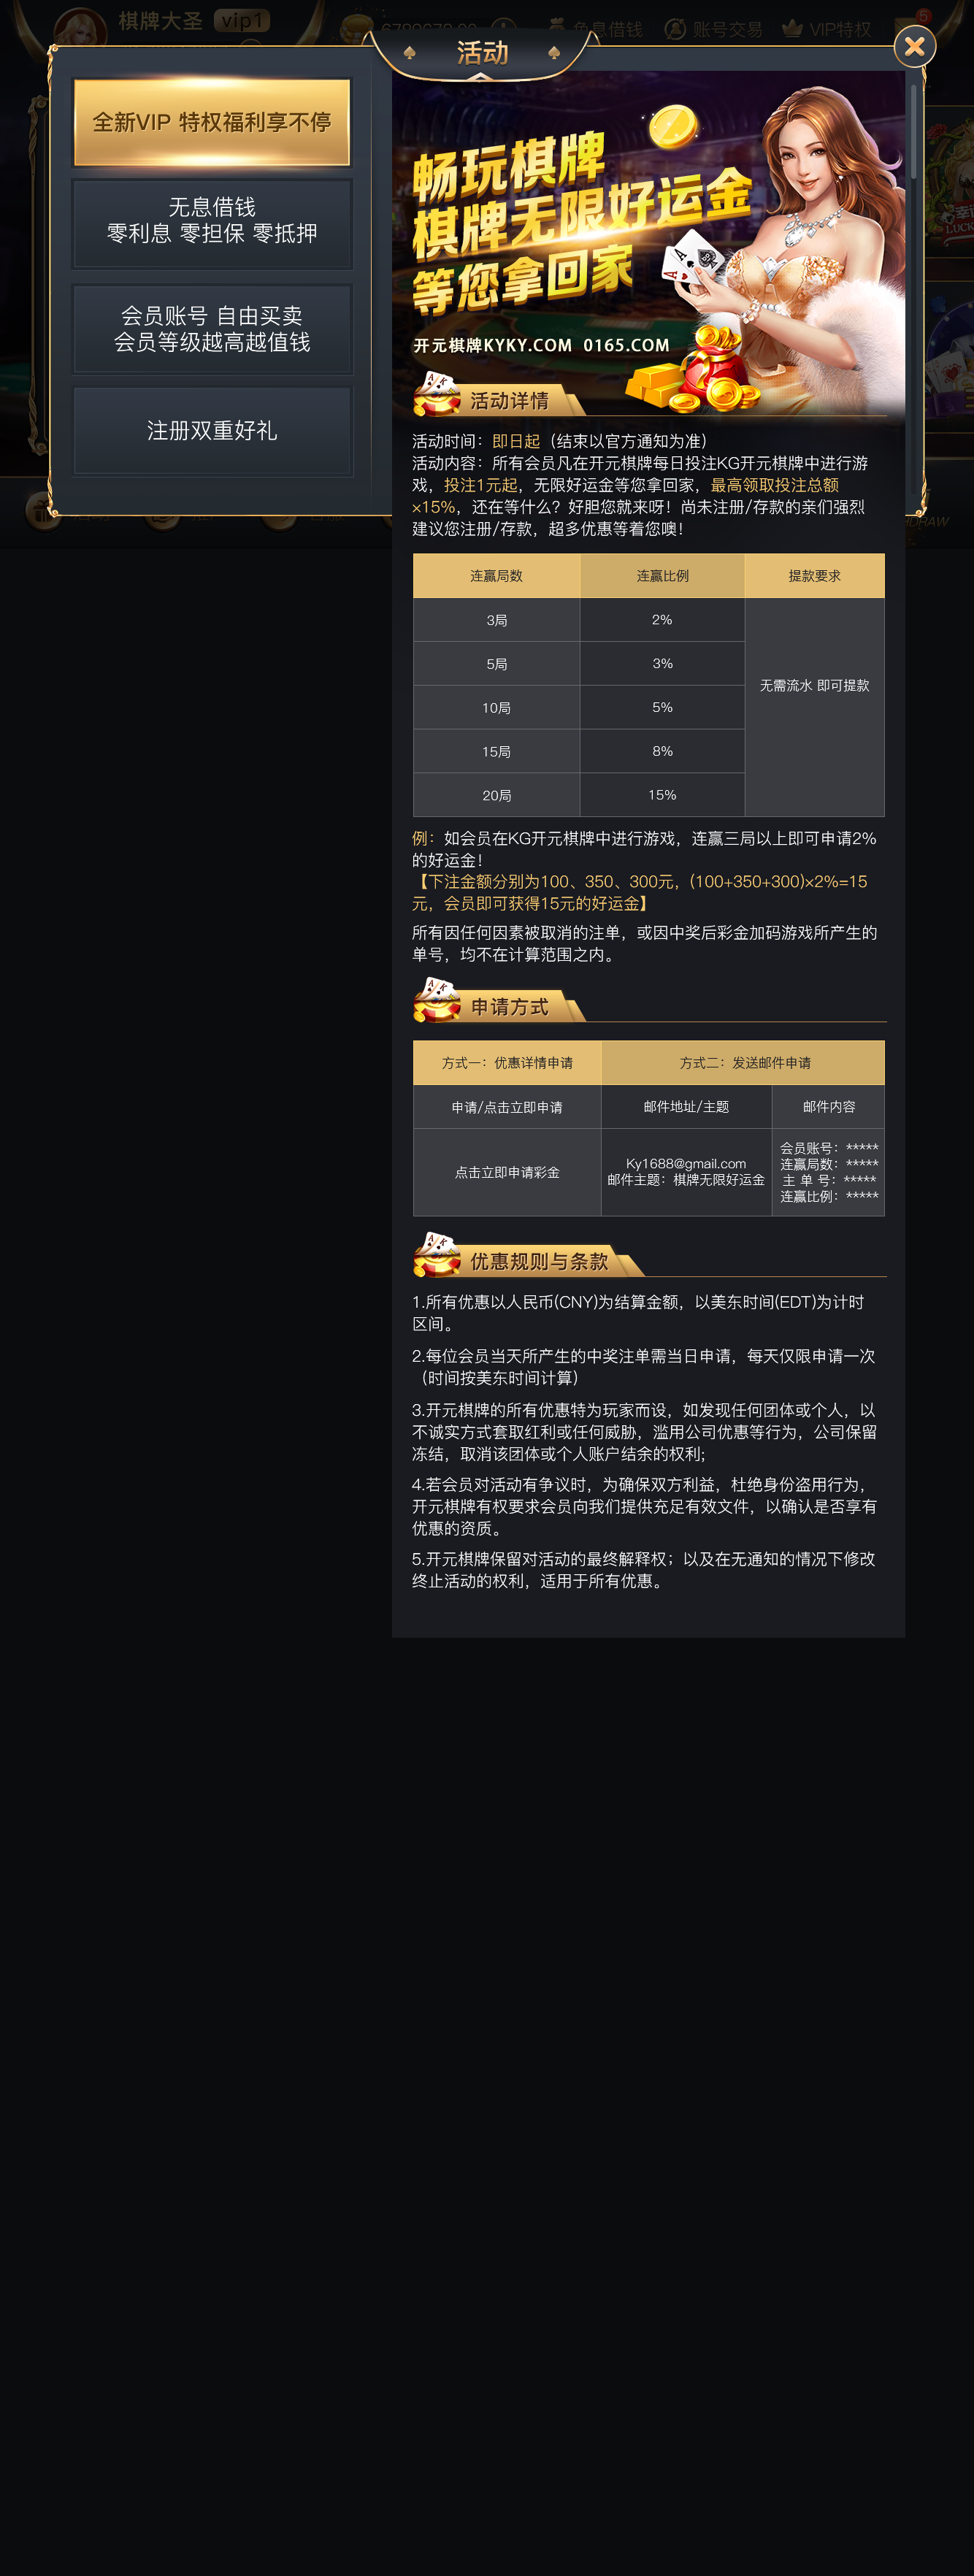 棋牌大圣 vip1
免息借钱 账号交易 VIP特权 5
活动
全新VIP 特权福利享不停
无息借钱
零利息 零担保 零抵押
会员账号 自由买卖
会员等级越高越值钱
注册双重好礼
畅玩棋牌
棋牌无限好运金
等您拿回家
开元棋牌KYKY.COM 0165.COM
活动详情
活动时间：即日起（结束以官方通知为准）
活动内容：所有会员凡在开元棋牌每日投注KG开元棋牌中进行游
戏，投注1元起，无限好运金等您拿回家，最高领取投注总额
×15%，还在等什么？好胆您就来呀！尚未注册/存款的亲们强烈
建议您注册/存款，超多优惠等着您噢！
连赢局数 连赢比例 提款要求
3局 2%
5局 3%
无需流水 即可提款
10局 5%
15局 8%
20局 15%
例：如会员在KG开元棋牌中进行游戏，连赢三局以上即可申请2%
的好运金！
【下注金额分别为100、350、300元，(100+350+300)×2%=15
元，会员即可获得15元的好运金】
所有因任何因素被取消的注单，或因中奖后彩金加码游戏所产生的
单号，均不在计算范围之内。
申请方式
方式一：优惠详情申请 方式二：发送邮件申请
申请/点击立即申请 邮件地址/主题 邮件内容
点击立即申请彩金
Ky1688@gmail.com
邮件主题：棋牌无限好运金
会员账号：*****
连赢局数：*****
主 单 号：*****
连赢比例：*****
优惠规则与条款
1.所有优惠以人民币(CNY)为结算金额，以美东时间(EDT)为计时
区间。
2.每位会员当天所产生的中奖注单需当日申请，每天仅限申请一次
（时间按美东时间计算）
3.开元棋牌的所有优惠特为玩家而设，如发现任何团体或个人，以
不诚实方式套取红利或任何威胁，滥用公司优惠等行为，公司保留
冻结，取消该团体或个人账户结余的权利;
4.若会员对活动有争议时，为确保双方利益，杜绝身份盗用行为，
开元棋牌有权要求会员向我们提供充足有效文件，以确认是否享有
优惠的资质。
5.开元棋牌保留对活动的最终解释权；以及在无通知的情况下修改
终止活动的权利，适用于所有优惠。